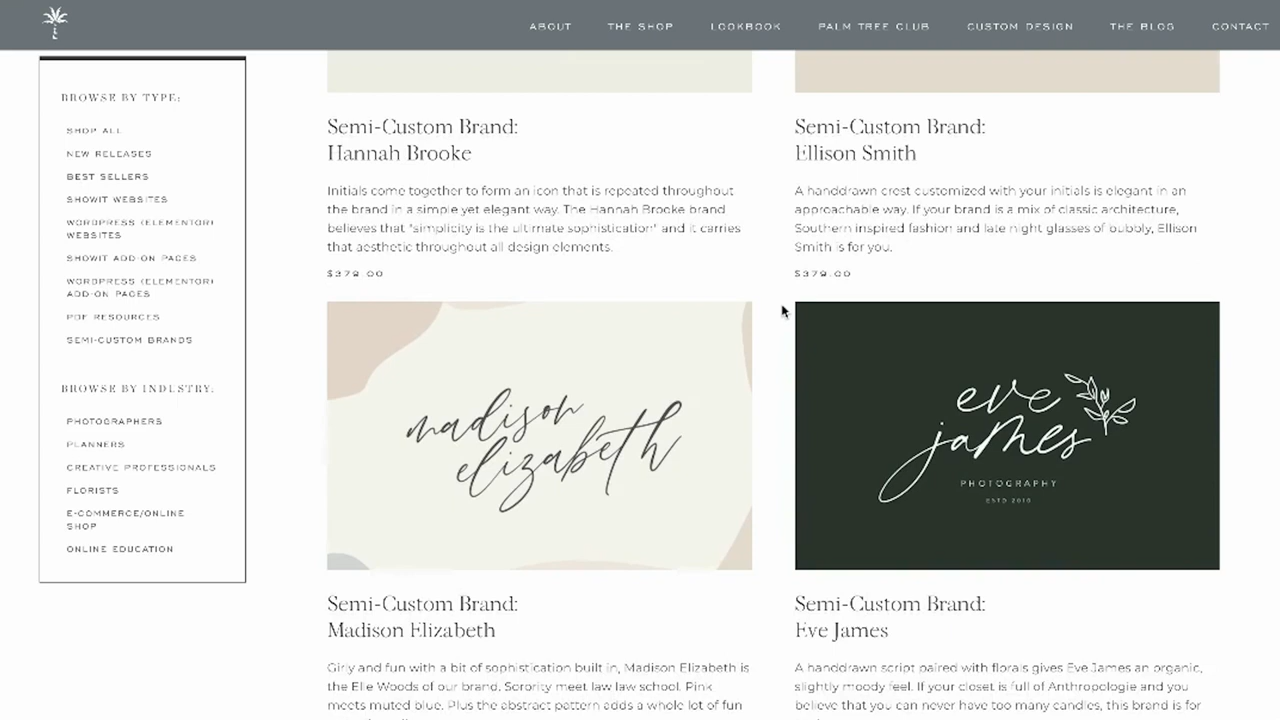 ABOUT THE SHOP LOOKBOOK PALM TREE CLUB CUSTOM DESIGN THE BLOG CONTACT
BROWSE BY TYPE:
SHOP ALL
NEW RELEASES
BEST SELLERS
SHOWIT WEBSITES
WORDPRESS (ELEMENTOR)
WEBSITES
SHOWIT ADD-ON PAGES
WORDPRESS (ELEMENTOR)
ADD-ON PAGES
PDF RESOURCES
SEMI-CUSTOM BRANDS
BROWSE BY INDUSTRY:
PHOTOGRAPHERS
PLANNERS
CREATIVE PROFESSIONALS
FLORISTS
E-COMMERCE/ONLINE
SHOP
ONLINE EDUCATION
Semi-Custom Brand:
Hannah Brooke
Initials come together to form an icon that is repeated throughout
the brand in a simple yet elegant way. The Hannah Brooke brand
believes that "simplicity is the ultimate sophistication" and it carries
that aesthetic throughout all design elements.
$379.00
Semi-Custom Brand:
Ellison Smith
A handdrawn crest customized with your initials is elegant in an
approachable way. If your brand is a mix of classic architecture,
Southern inspired fashion and late night glasses of bubbly, Ellison
Smith is for you.
$379.00
madison
elizabeth
eve
james
PHOTOGRAPHY
ESTD 2018
Semi-Custom Brand:
Madison Elizabeth
Girly and fun with a bit of sophistication built in, Madison Elizabeth is
the Elle Woods of our brand. Sorority meet law law school. Pink
meets muted blue. Plus the abstract pattern adds a whole lot of fun
Semi-Custom Brand:
Eve James
A handdrawn script paired with florals gives Eve James an organic,
slightly moody feel. If your closet is full of Anthropologie and you
believe that you can never have too many candles, this brand is for